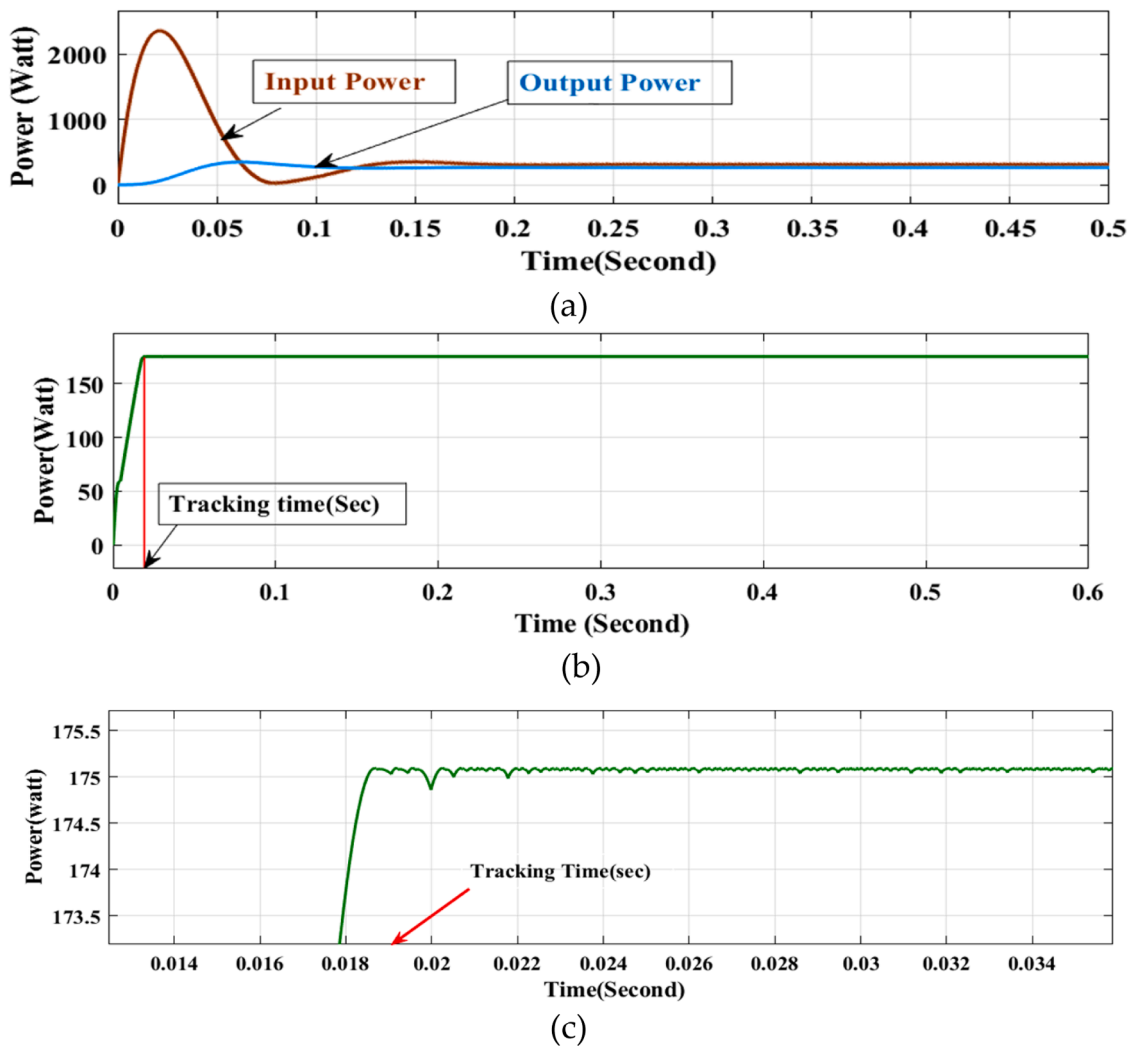 Power (Watt)
2000
1000
0
Input Power
Output Power
0 0.05 0.1 0.15 0.2 0.25 0.3 0.35 0.4 0.45 0.5
Time(Second)
(a)
Power(Watt)
150
100
50
0
Tracking time(Sec)
0 0.1 0.2 0.3 0.4 0.5 0.6
Time (Second)
(b)
Power(watt)
175.5
175
174.5
174
173.5
Tracking Time(sec)
0.014 0.016 0.018 0.02 0.022 0.024 0.026 0.028 0.03 0.032 0.034
Time(Second)
(c)